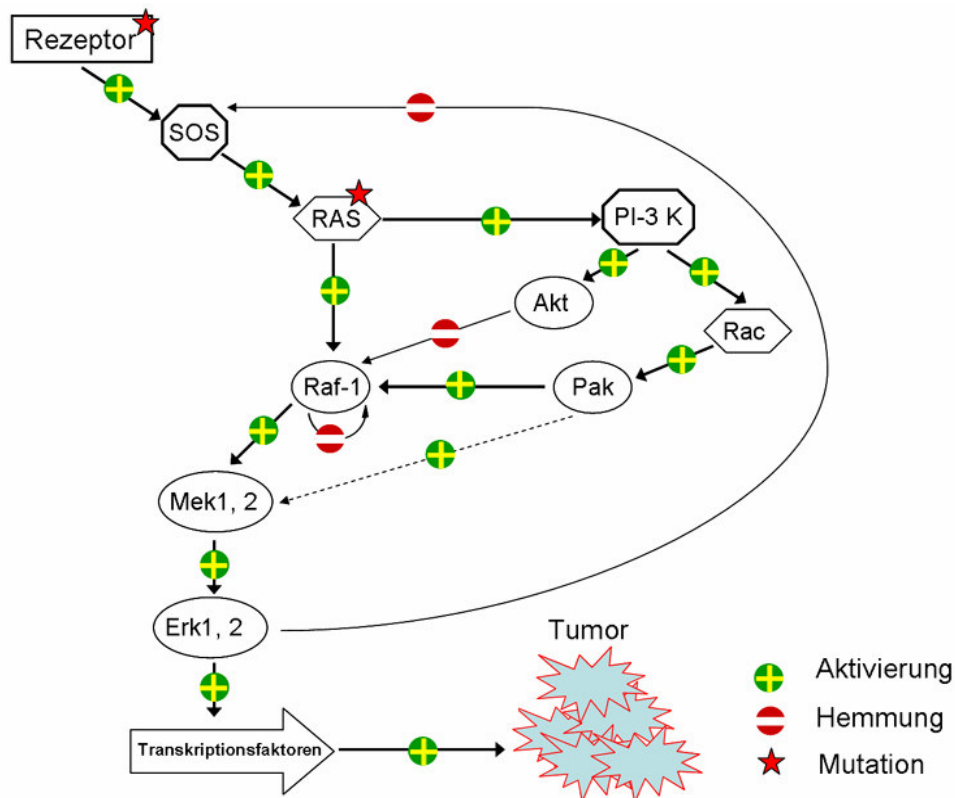 Rezeptor
SOS
RAS
PI-3 K
Akt
Rac
Raf-1
Pak
Mek1, 2
Erk1, 2
Tumor
Transkriptionsfaktoren
Aktivierung
Hemmung
Mutation